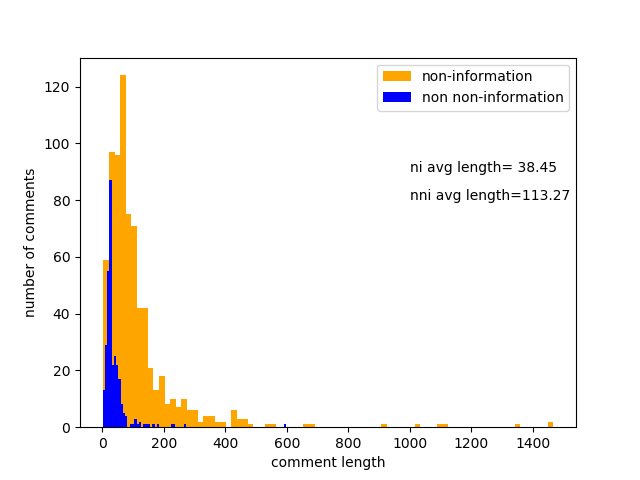 non-information
non non-information
ni avg length= 38.45
nni avg length=113.27
number of comments
120
100
80
60
40
20
0
0 200 400 600 800 1000 1200 1400
comment length